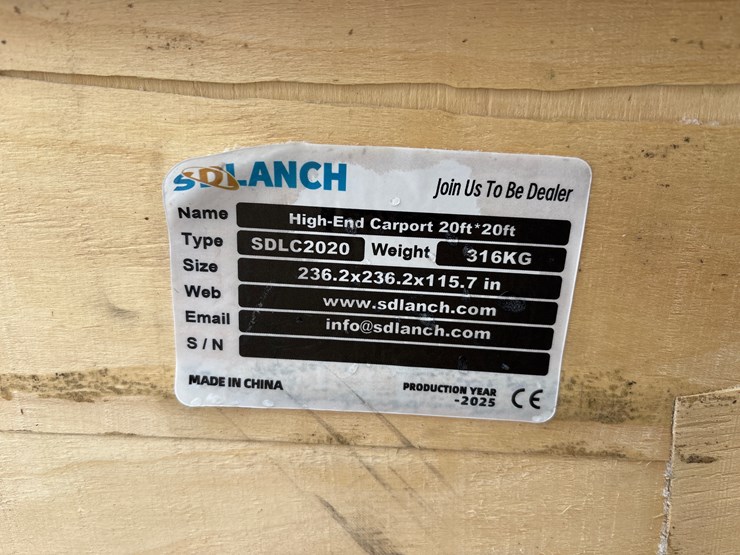 SDLANCH
Join Us To Be Dealer
Name High-End Carport 20ft*20ft
Type SDLC2020 Weight 316KG
Size 236.2x236.2x115.7 in
Web www.sdlanch.com
Email info@sdlanch.com
S / N
MADE IN CHINA
PRODUCTION YEAR
-2025 CE